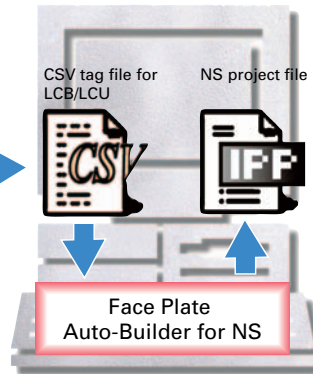 CSV tag file for
LCB/LCU
NS project file
CSV
IPP
Face Plate
Auto-Builder for NS